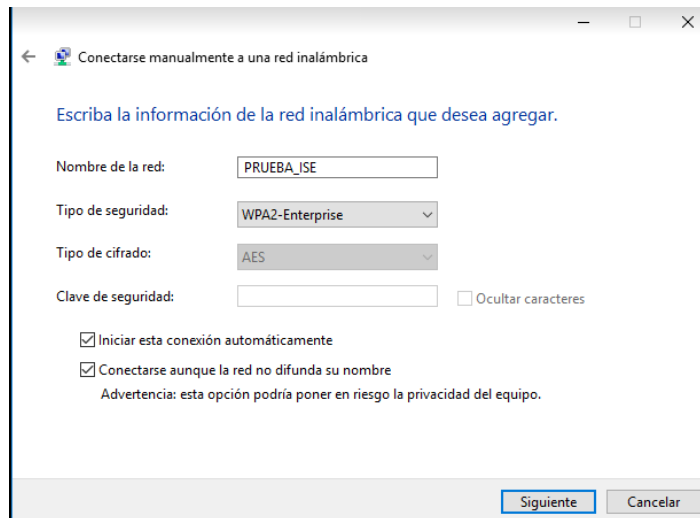 Conectarse manualmente a una red inalámbrica
Escriba la información de la red inalámbrica que desea agregar.
Nombre de la red: PRUEBA_ISE
Tipo de seguridad: WPA2-Enterprise
Tipo de cifrado: AES
Clave de seguridad: Ocultar caracteres
Iniciar esta conexión automáticamente
Conectarse aunque la red no difunda su nombre
Advertencia: esta opción podría poner en riesgo la privacidad del equipo.
Siguiente Cancelar